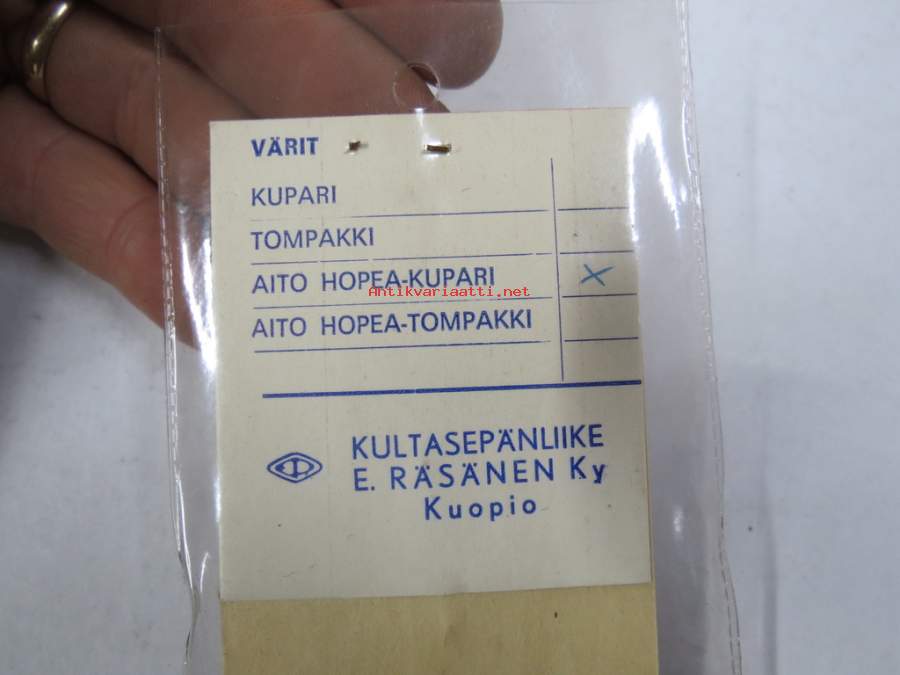 VÄRIT
KUPARI
TOMPAKKI
AITO HOPEA-KUPARI X
Antikvariaatti.net
AITO HOPEA-TOMPAKKI
KULTASEPÄNLIIKE
E. RÄSÄNEN Ky
Kuopio